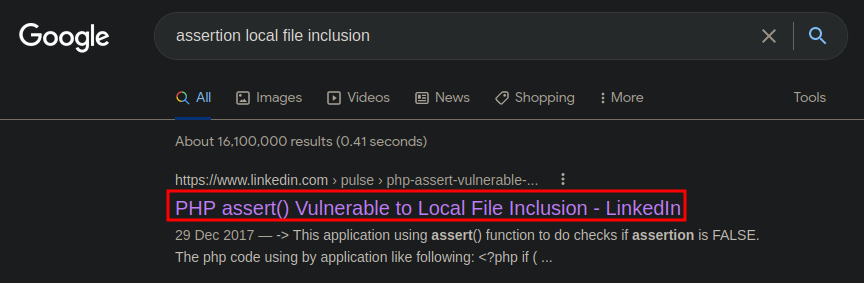 Google
assertion local file inclusion
All Images Videos News Shopping More Tools
About 16,100,000 results (0.41 seconds)
https://www.linkedin.com › pulse › php-assert-vulnerable-...
PHP assert() Vulnerable to Local File Inclusion - LinkedIn
29 Dec 2017 — -> This application using assert() function to do checks if assertion is FALSE.
The php code using by application like following: <?php if ( ...